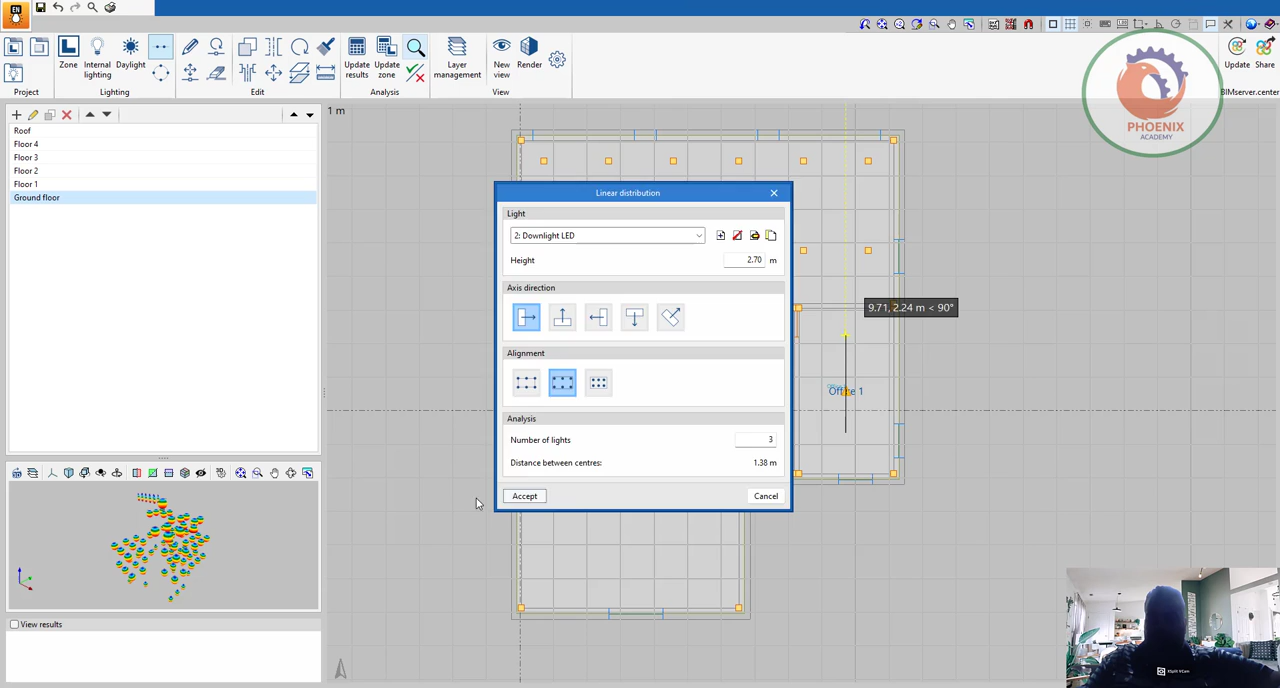 EN
Zone
Internal
lighting
Daylight
Update
results
Update
zone
Layer
management
New
view
Render
Update
Share
Project
Lighting
Edit
Analysis
View
BIMserver.center
PHOENIX
ACADEMY
Roof
Floor 4
Floor 3
Floor 2
Floor 1
Ground floor
1 m
Linear distribution
Light
2: Downlight LED
Height
2.70 m
Axis direction
Alignment
Analysis
Number of lights
3
Distance between centres:
1.38 m
Accept
Cancel
9.71, 2.24 m < 90°
Office 1
View results
XSplit VCam